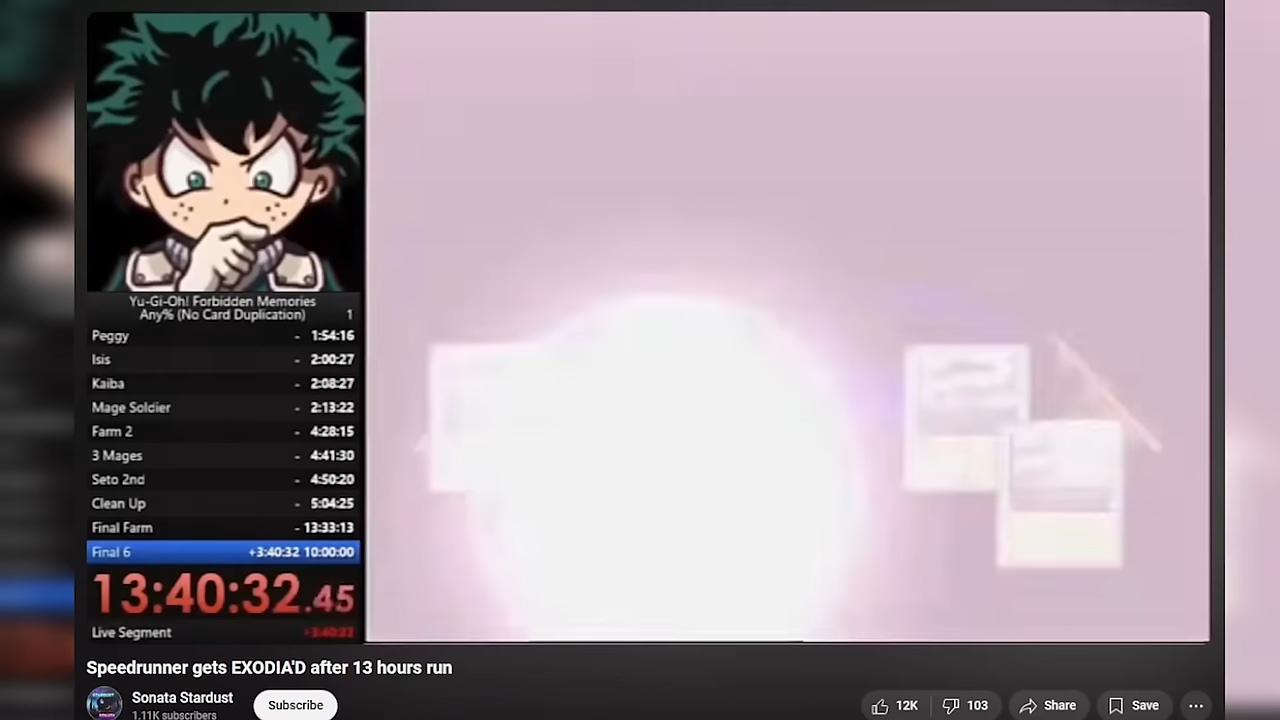 Yu-Gi-Oh! Forbidden Memories
Any% (No Card Duplication) 1
Peggy - 1:54:16
Isis - 2:00:27
Kaiba - 2:08:27
Mage Soldier - 2:13:22
Farm 2 - 4:28:15
3 Mages - 4:41:30
Seto 2nd - 4:50:20
Clean Up - 5:04:25
Final Farm - 13:33:13
Final 6 +3:40:32 10:00:00
13:40:32.45
Live Segment +3:40:32
Speedrunner gets EXODIA'D after 13 hours run
Sonata Stardust
1.11K subscribers
Subscribe
12K
103
Share
Save